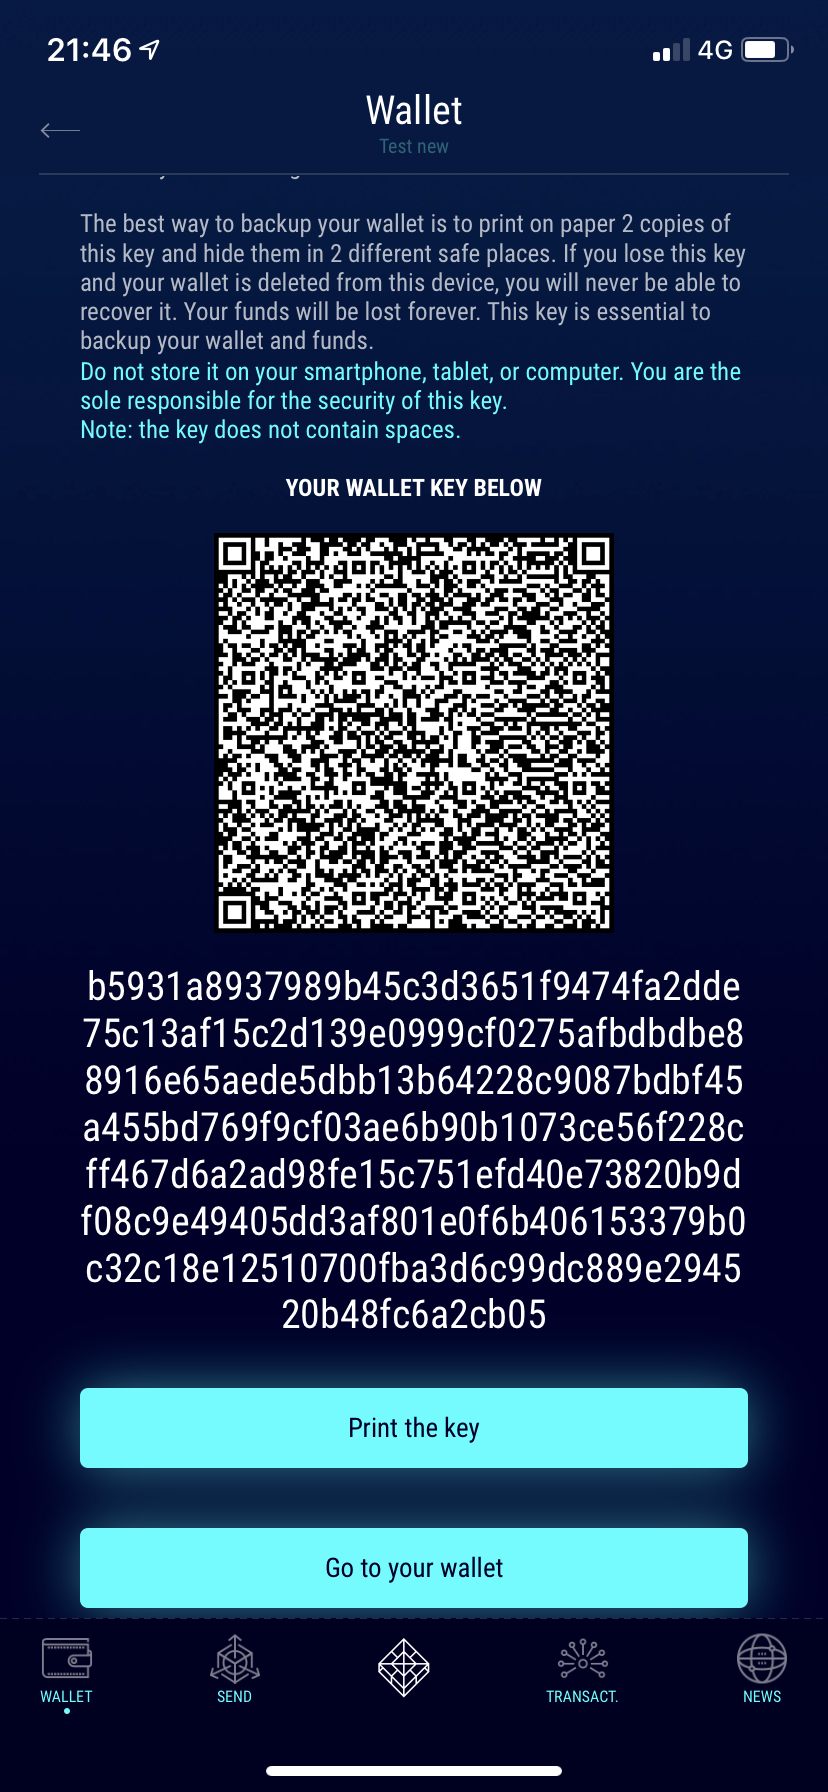 21:46
4G
Wallet
Test new
The best way to backup your wallet is to print on paper 2 copies of
this key and hide them in 2 different safe places. If you lose this key
and your wallet is deleted from this device, you will never be able to
recover it. Your funds will be lost forever. This key is essential to
backup your wallet and funds.
Do not store it on your smartphone, tablet, or computer. You are the
sole responsible for the security of this key.
Note: the key does not contain spaces.
YOUR WALLET KEY BELOW
b5931a8937989b45c3d3651f9474fa2dde
75c13af15c2d139e0999cf0275afbdbdbe8
8916e65aede5dbb13b64228c9087bdbf45
a455bd769f9cf03ae6b90b1073ce56f228c
ff467d6a2ad98fe15c751efd40e73820b9d
f08c9e49405dd3af801e0f6b406153379b0
c32c18e12510700fba3d6c99dc889e2945
20b48fc6a2cb05
Print the key
Go to your wallet
WALLET
SEND
TRANSACT.
NEWS